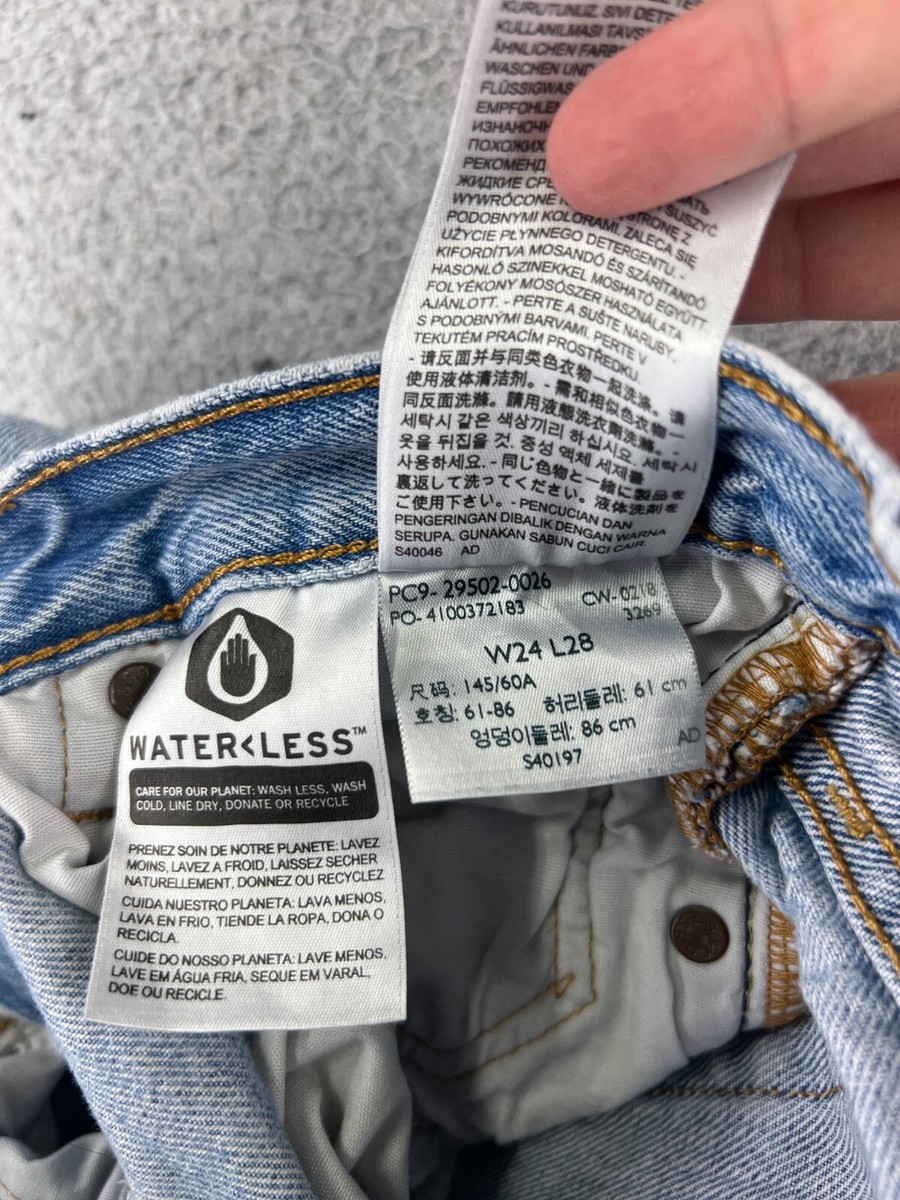 KURUTUNUZ. SIVI DETE
KULLANILMASI TAVS
ÄHNLICHEN FARB
WASCHEN UND
FLÜSSIGWAS
EMPFOHLEN
ИЗНАНОЧН
ПОХОЖИХ
РЕКОМЕНД
ЖИДКИЕ СРЕ
WYWRÓCONE STRONĘ Z
PODOBNYMI KOLORAMI. ZALECA SIĘ
UŻYCIE PŁYNNEGO DETERGENTU. -
KIFORDÍTVA MOSANDÓ ÉS SZÁRÍTANDÓ
HASONLÓ SZINEKKEL MOSHATÓ EGYÜTT.
FOLYÉKONY MOSÓSZER HASZNÁLATA
AJÁNLOTT. - PERTE A SUŠTE NARUBY.
S PODOBNÝMI BARVAMI. PERTE V
TEKUTÉM PRACÍM PROSTŘEDKU.
- 请反面并与同类色衣物一起洗涤。请
使用液体清洁剂。- 需和相似色衣物一
同反面洗滌。請用液態洗衣劑洗滌。-
세탁시 같은 색상끼리 하십시오. 세탁시
옷을 뒤집을 것. 중성 액체 세제를
사용하세요. - 同じ色物と一緒に製品を
裏返して洗ってください。液体洗剤を
ご使用下さい。- PENCUCIAN DAN
PENGERINGAN DIBALIK DENGAN WARNA
SERUPA. GUNAKAN SABUN CUCI CAIR.
S40046 AD
PC9- 29502-0026
PO- 4100372183 CW- 0218
3269
W24 L28
尺码: 145/60A
호칭: 61-86 허리둘레: 61 cm
엉덩이둘레: 86 cm
S40197 AD
WATER<LESS™
CARE FOR OUR PLANET: WASH LESS, WASH
COLD, LINE DRY, DONATE OR RECYCLE
PRENEZ SOIN DE NOTRE PLANETE: LAVEZ
MOINS, LAVEZ A FROID, LAISSEZ SECHER
NATURELLEMENT, DONNEZ OU RECYCLEZ
CUIDA NUESTRO PLANETA: LAVA MENOS,
LAVA EN FRIO, TIENDE LA ROPA, DONA O
RECICLA.
CUIDE DO NOSSO PLANETA: LAVE MENOS,
LAVE EM ÁGUA FRIA, SEQUE EM VARAL,
DOE OU RECICLE.